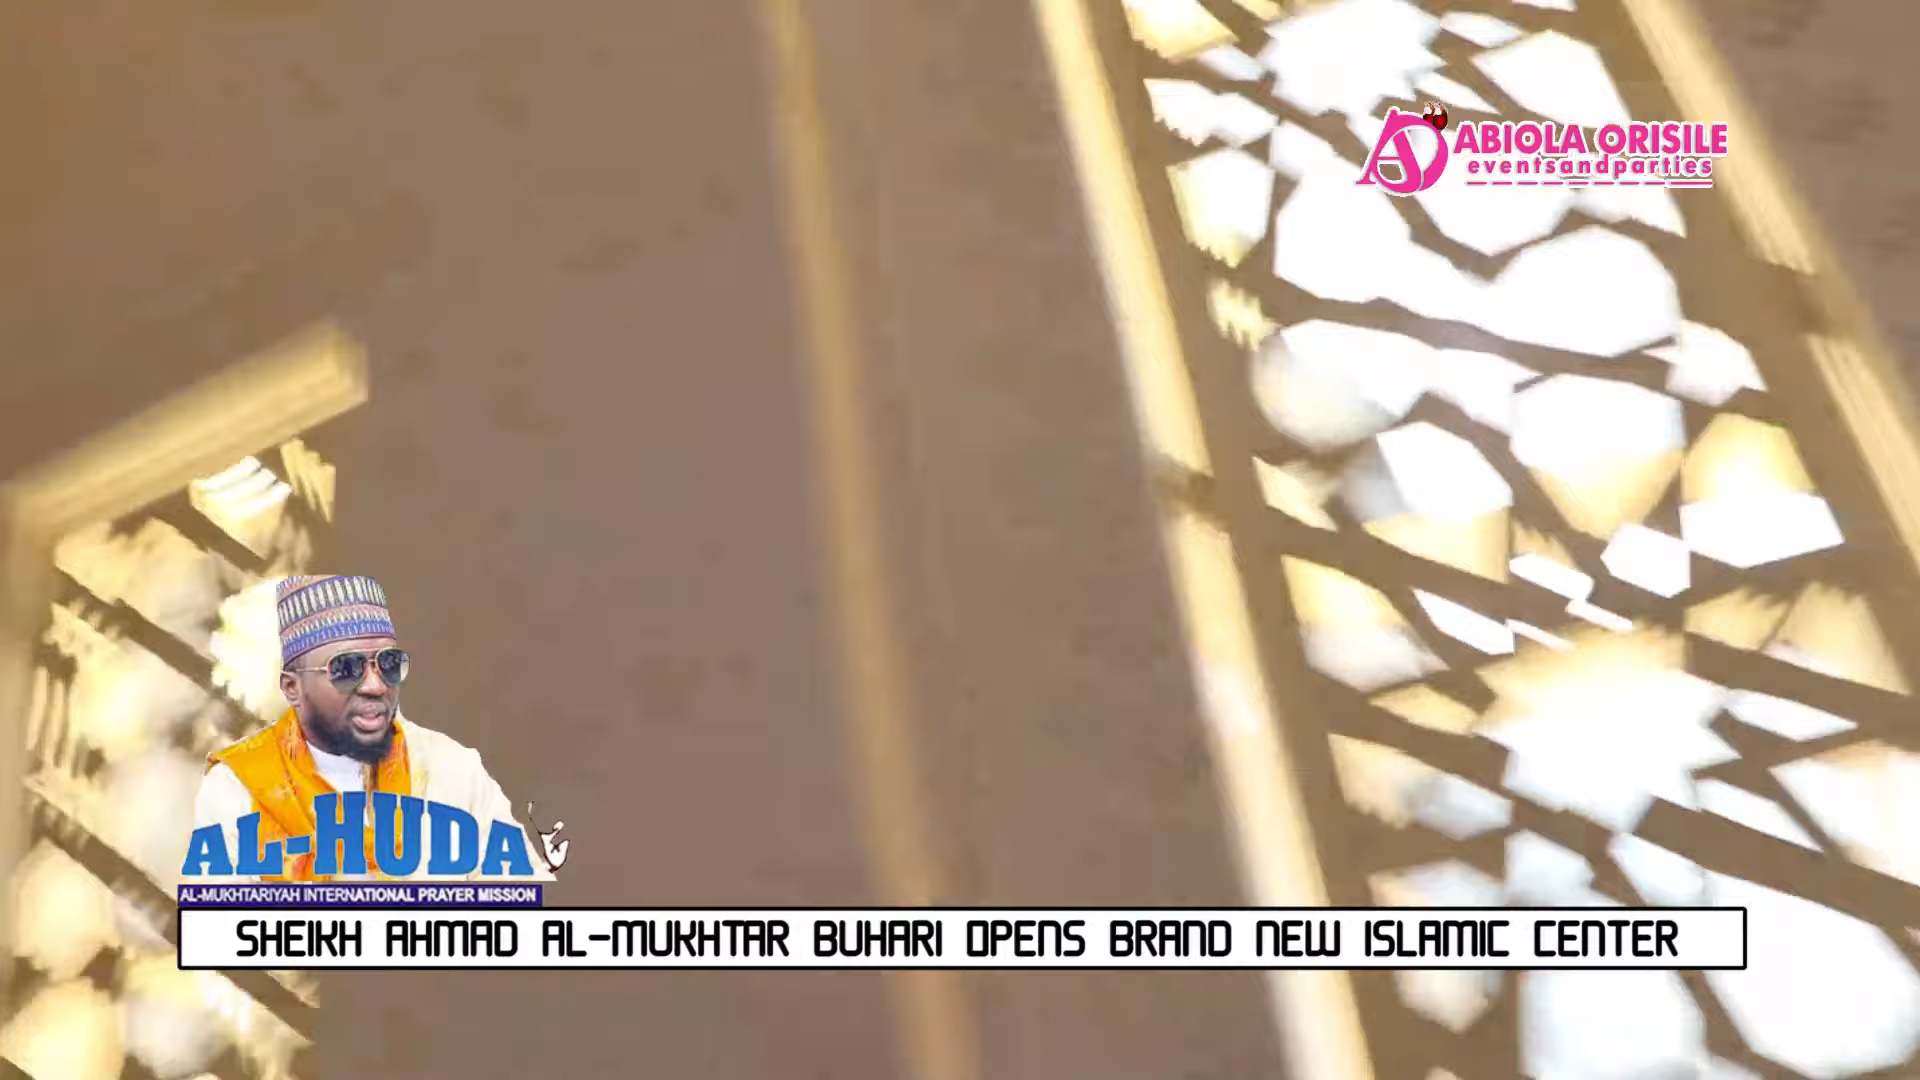 ABIOLA ORISILE
eventsandparties
AL-HUDA
AL-MUKHTARIYAH INTERNATIONAL PRAYER MISSION
SHEIKH AHMAD AL-MUKHTAR BUHARI OPENS BRAND NEW ISLAMIC CENTER